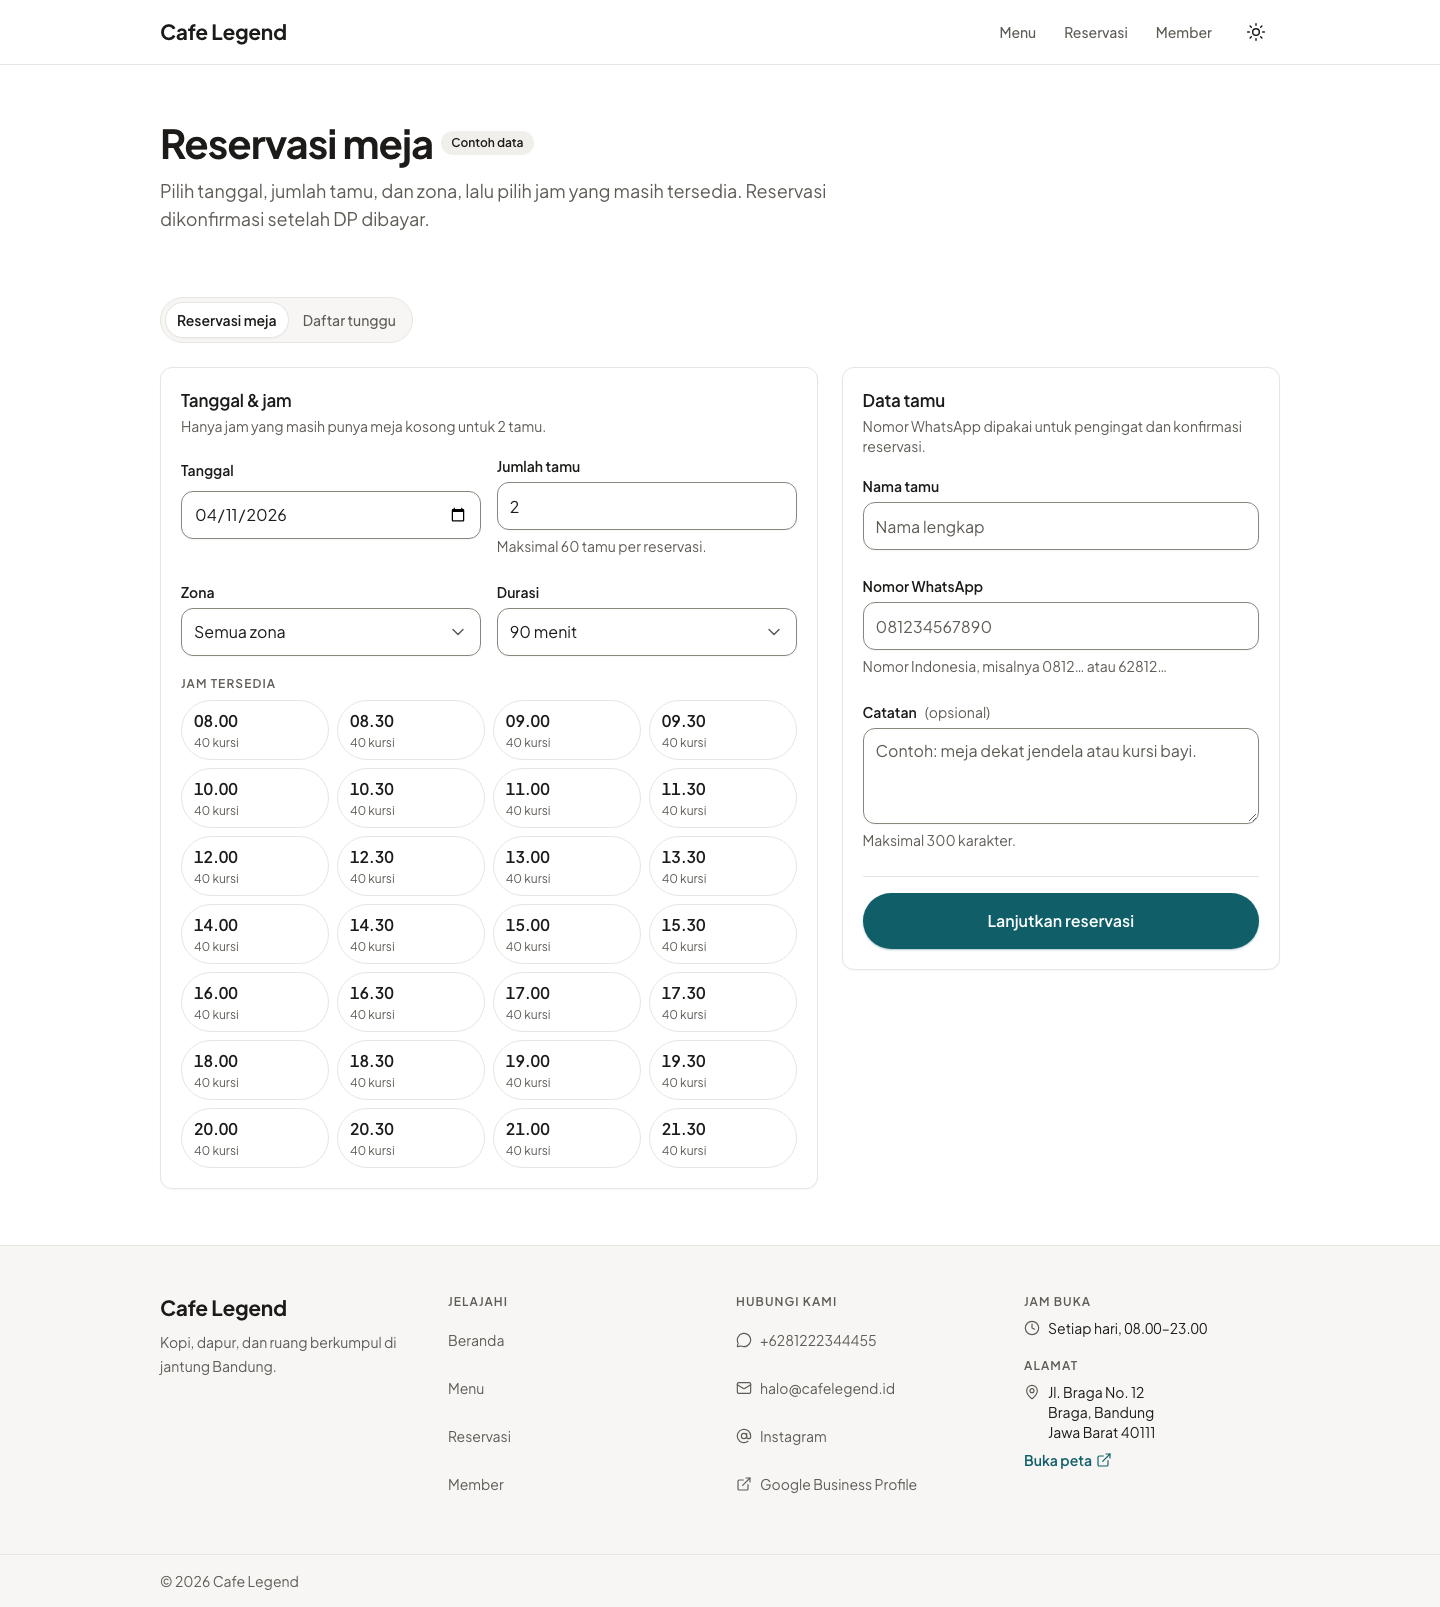 Cafe Legend
Menu
Reservasi
Member
Reservasi meja
Contoh data
Pilih tanggal, jumlah tamu, dan zona, lalu pilih jam yang masih tersedia. Reservasi
dikonfirmasi setelah DP dibayar.
Reservasi meja
Daftar tunggu
Tanggal & jam
Hanya jam yang masih punya meja kosong untuk 2 tamu.
Tanggal
04/11/2026
Jumlah tamu
2
Maksimal 60 tamu per reservasi.
Zona
Semua zona
Durasi
90 menit
JAM TERSEDIA
08.00
40 kursi
08.30
40 kursi
09.00
40 kursi
09.30
40 kursi
10.00
40 kursi
10.30
40 kursi
11.00
40 kursi
11.30
40 kursi
12.00
40 kursi
12.30
40 kursi
13.00
40 kursi
13.30
40 kursi
14.00
40 kursi
14.30
40 kursi
15.00
40 kursi
15.30
40 kursi
16.00
40 kursi
16.30
40 kursi
17.00
40 kursi
17.30
40 kursi
18.00
40 kursi
18.30
40 kursi
19.00
40 kursi
19.30
40 kursi
20.00
40 kursi
20.30
40 kursi
21.00
40 kursi
21.30
40 kursi
Data tamu
Nomor WhatsApp dipakai untuk pengingat dan konfirmasi
reservasi.
Nama tamu
Nama lengkap
Nomor WhatsApp
081234567890
Nomor Indonesia, misalnya 0812… atau 62812…
Catatan (opsional)
Contoh: meja dekat jendela atau kursi bayi.
Maksimal 300 karakter.
Lanjutkan reservasi
Cafe Legend
Kopi, dapur, dan ruang berkumpul di
jantung Bandung.
JELAJAHI
Beranda
Menu
Reservasi
Member
HUBUNGI KAMI
+6281222344455
halo@cafelegend.id
Instagram
Google Business Profile
JAM BUKA
Setiap hari, 08.00–23.00
ALAMAT
Jl. Braga No. 12
Braga, Bandung
Jawa Barat 40111
Buka peta
© 2026 Cafe Legend